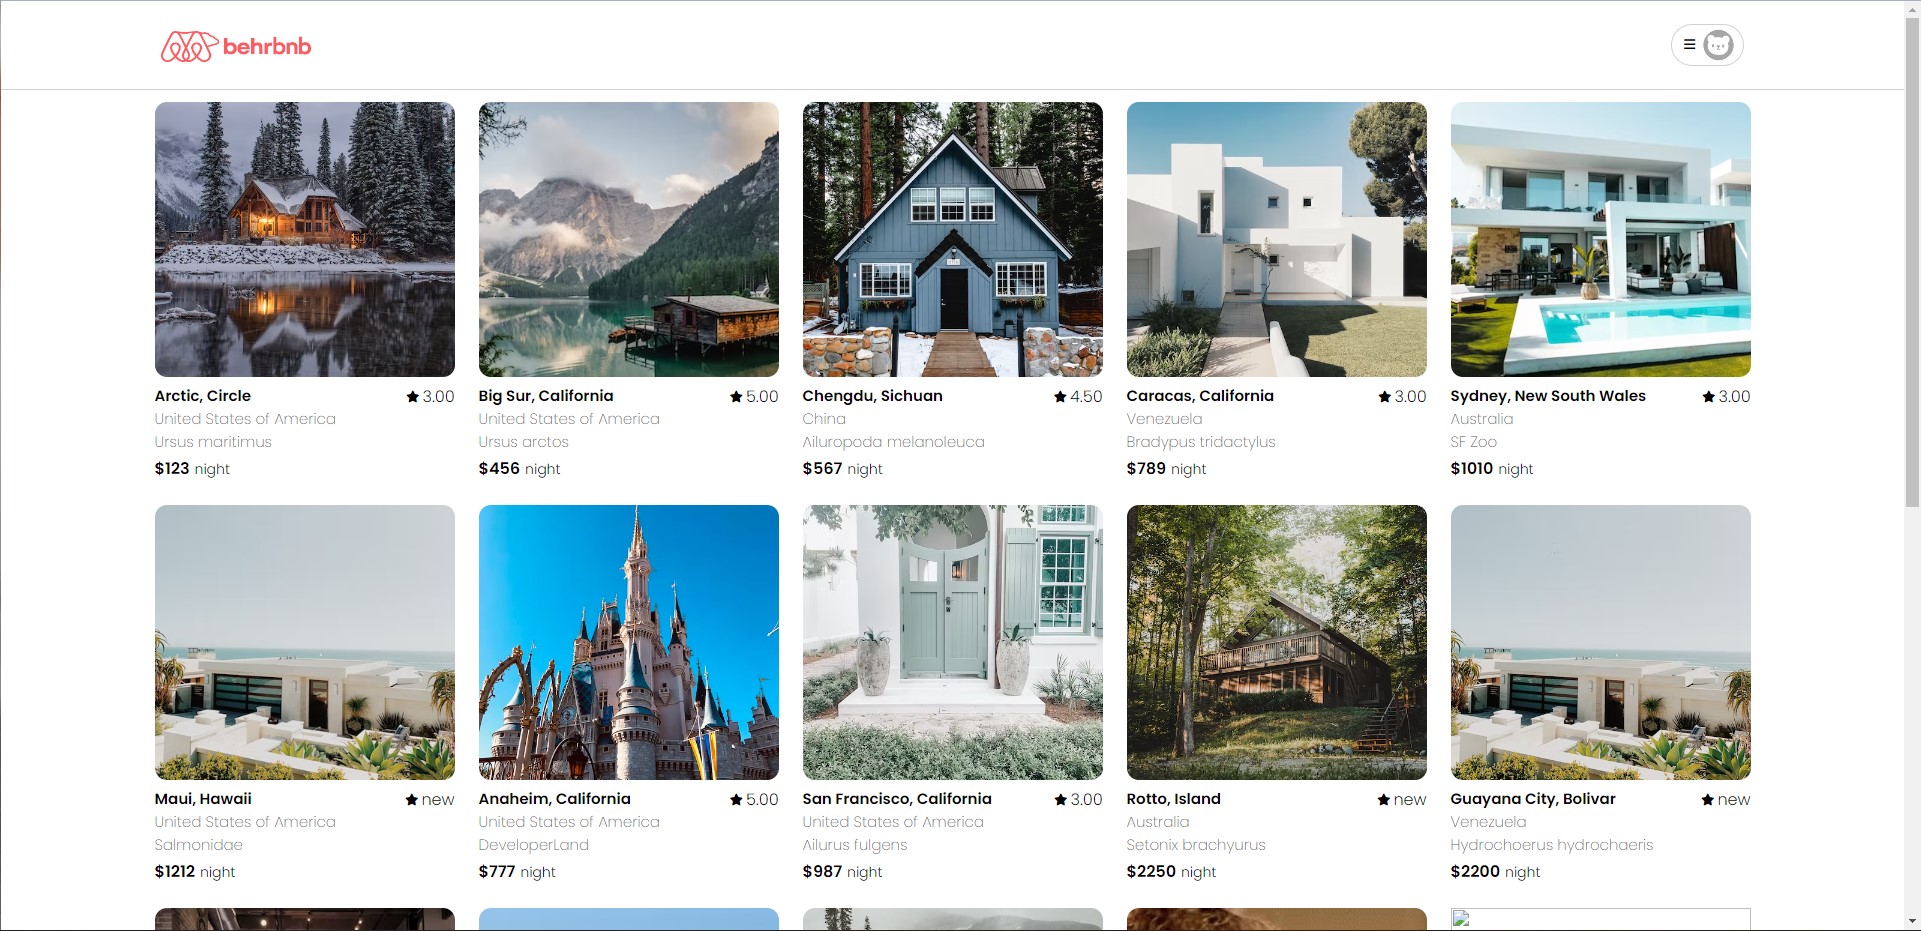 behrbnb
Arctic, Circle
3.00
United States of America
Ursus maritimus
$123 night
Big Sur, California
5.00
United States of America
Ursus arctos
$456 night
Chengdu, Sichuan
4.50
China
Ailuropoda melanoleuca
$567 night
Caracas, California
3.00
Venezuela
Bradypus tridactylus
$789 night
Sydney, New South Wales
3.00
Australia
SF Zoo
$1010 night
Maui, Hawaii
new
United States of America
Salmonidae
$1212 night
Anaheim, California
5.00
United States of America
DeveloperLand
$777 night
San Francisco, California
3.00
United States of America
Ailurus fulgens
$987 night
Rotto, Island
new
Australia
Setonix brachyurus
$2250 night
Guayana City, Bolivar
new
Venezuela
Hydrochoerus hydrochaeris
$2200 night